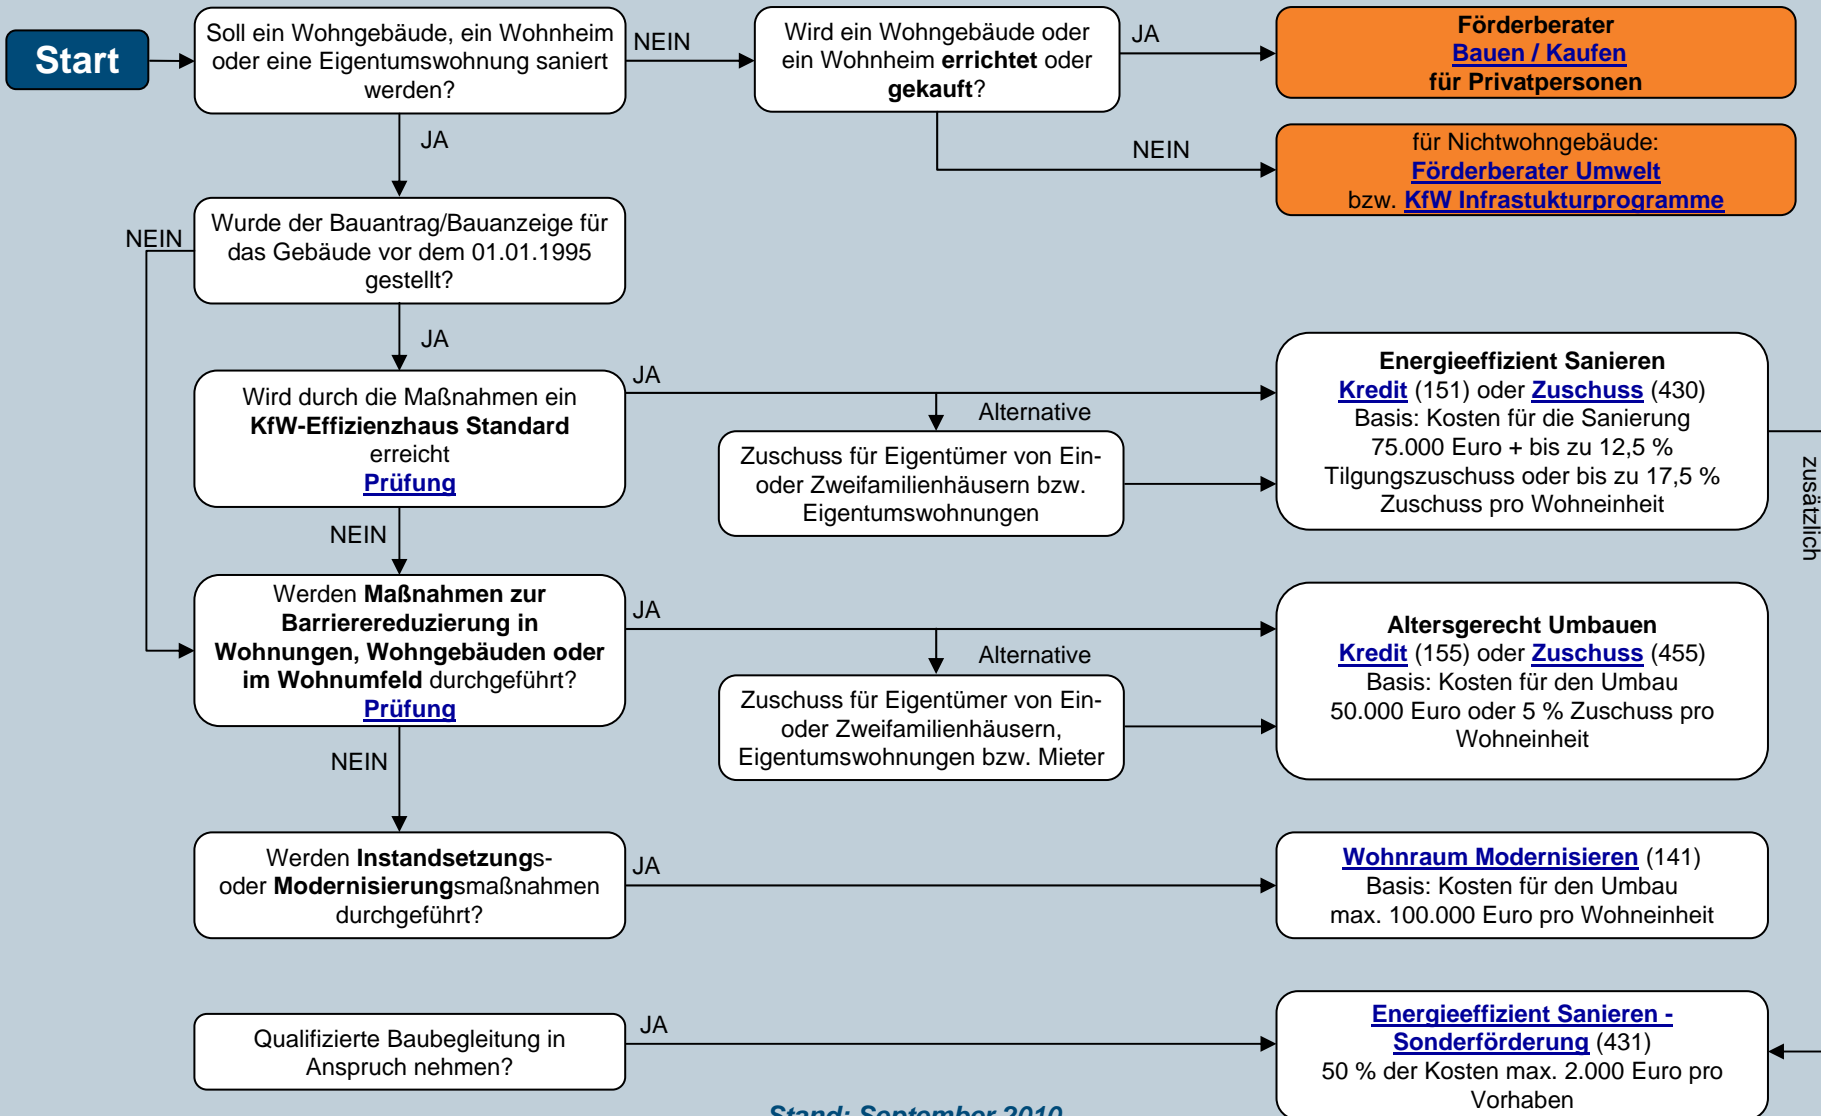 Start
Soll ein Wohngebäude, ein Wohnheim
oder eine Eigentumswohnung saniert
werden?
NEIN
Wird ein Wohngebäude oder
ein Wohnheim errichtet oder
gekauft?
JA
Förderberater
Bauen / Kaufen
für Privatpersonen
JA
NEIN
für Nichtwohngebäude:
Förderberater Umwelt
bzw. KfW Infrastukturprogramme
NEIN
Wurde der Bauantrag/Bauanzeige für
das Gebäude vor dem 01.01.1995
gestellt?
JA
Wird durch die Maßnahmen ein
KfW-Effizienzhaus Standard
erreicht
Prüfung
JA
Alternative
Zuschuss für Eigentümer von Ein-
oder Zweifamilienhäusern bzw.
Eigentumswohnungen
Energieeffizient Sanieren
Kredit (151) oder Zuschuss (430)
Basis: Kosten für die Sanierung
75.000 Euro + bis zu 12,5 %
Tilgungszuschuss oder bis zu 17,5 %
Zuschuss pro Wohneinheit
zusätzlich
NEIN
Werden Maßnahmen zur
Barrierereduzierung in
Wohnungen, Wohngebäuden oder
im Wohnumfeld durchgeführt?
Prüfung
JA
Alternative
Zuschuss für Eigentümer von Ein-
oder Zweifamilienhäusern,
Eigentumswohnungen bzw. Mieter
Altersgerecht Umbauen
Kredit (155) oder Zuschuss (455)
Basis: Kosten für den Umbau
50.000 Euro oder 5 % Zuschuss pro
Wohneinheit
NEIN
Werden Instandsetzungs-
oder Modernisierungsmaßnahmen
durchgeführt?
JA
Wohnraum Modernisieren (141)
Basis: Kosten für den Umbau
max. 100.000 Euro pro Wohneinheit
Qualifizierte Baubegleitung in
Anspruch nehmen?
JA
Energieeffizient Sanieren -
Sonderförderung (431)
50 % der Kosten max. 2.000 Euro pro
Vorhaben
Stand: September 2010